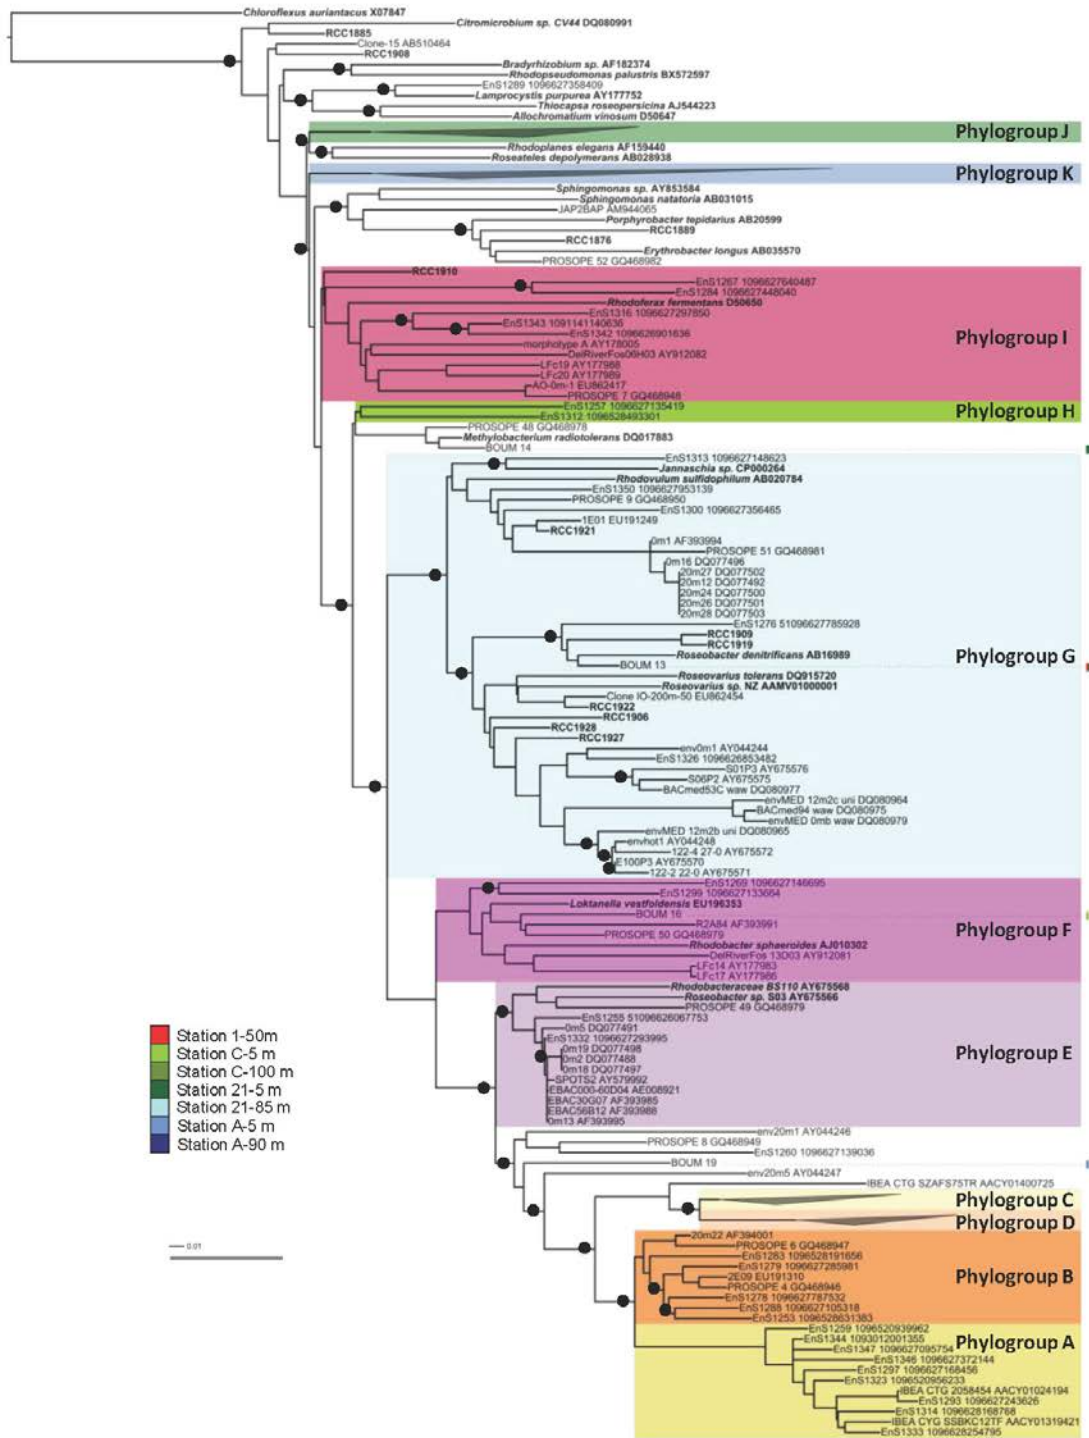 Chloroflexus auriantacus X07847
Citromicrobium sp. CV44 DQ080991
RCC1885
Clone-15 AB510464
RCC1908
Bradyrhizobium sp. AF182374
Rhodopseudomonas palustris BX572597
EnS1289 1096627358409
Lamprocystis purpurea AY177752
Thiocapsa roseopersicina AJ544223
Allochromatium vinosum D50647
Phylogroup J
Rhodoplanes elegans AF159440
Roseateles depolymerans AB028938
Phylogroup K
Sphingomonas sp. AY853584
Sphingomonas natatoria AB031015
JAP2BAP AM944065
Porphyrobacter tepidarius AB20599
RCC1889
RCC1876
Erythrobacter longus AB035570
PROSOPE 52 GQ468982
RCC1910
EnS1267 1096627640487
EnS1284 1096627448040
Rhodoferax fermentans D50650
EnS1316 1096627297850
EnS1343 1091141140636
EnS1342 1096626901636
Phylogroup I
morpholype A AY178005
DelRiverFos06H03 AY912082
LFc19 AY177988
LFc20 AY177989
AO-0m-1 EU862417
PROSOPE 7 GQ468948
EnS1257 1096627135419
Phylogroup H
EnS1312 1096528493301
PROSOPE 48 GQ468978
Methylobacterium radiotolerans DQ017883
BOUM 14
EnS1313 1096627148623
Jannaschia sp. CP000264
Rhodovulum sulfidophilum AB020784
EnS1350 1096627953139
PROSOPE 9 GQ468950
EnS1300 1096627356465
1E01 EU191249
RCC1921
0m1 AF393994
PROSOPE 51 GQ468981
0m16 DQ077496
20m27 DQ077502
20m12 DQ077492
20m24 DQ077500
20m26 DQ077501
20m28 DQ077503
EnS1276 51096627785928
RCC1909
RCC1919
Roseobacter denitrificans AB16989
Phylogroup G
BOUM 13
Roseovarius tolerans DQ915720
Roseovarius sp. NZ AAMV01000001
Clone IO-200m-50 EU862454
RCC1922
RCC1906
RCC1928
RCC1927
env0m1 AY044244
EnS1326 1096626853482
S01P3 AY675576
S06P2 AY675575
BACmed53C waw DQ080977
envMED 12m2c uni DQ080964
BACmed94 waw DQ080975
envMED 0mb waw DQ080979
envMED 12m2b uni DQ080965
envhot1 AY044248
122-4 27-0 AY675572
E100P3 AY675570
122-2 22-0 AY675571
EnS1269 1096627146695
EnS1299 1096627133664
Loktanella vestfoldensis EU196353
BOUM 16
R2A84 AF393991
Phylogroup F
PROSOPE 50 GQ468979
Rhodobacter sphaeroides AJ010302
DelRiverFos 13D03 AY912081
LFc14 AY177983
LFc17 AY177986
Rhodobacteraceae BS110 AY675568
Roseobacter sp. S03 AY675566
PROSOPE 49 GQ468979
EnS1255 51096626067753
0m5 DQ077491
EnS1332 1096627293995
0m19 DQ077498
Phylogroup E
0m2 DQ077488
0m18 DQ077497
SPOTS2 AY579992
EBAC000-60D04 AE008921
EBAC30G07 AF393985
EBAC56B12 AF393988
0m13 AF393995
Station 1-50m
Station C-5 m
Station C-100 m
Station 21-5 m
Station 21-85 m
Station A-5 m
Station A-90 m
env20m1 AY044246
PROSOPE 8 GQ468949
EnS1260 1096627139036
BOUM 19
env20m5 AY044247
IBEA CTG SZAFS75TR AACY01400725
Phylogroup C
Phylogroup D
20m22 AF394001
PROSOPE 6 GQ468947
EnS1283 1096528191656
EnS1279 1096627285981
2E09 EU191310
Phylogroup B
PROSOPE 4 GQ468946
EnS1278 1096627787532
EnS1288 1096627105318
EnS1253 1096528631383
0.01
EnS1259 1096520939962
EnS1344 1093012001355
Phylogroup A
EnS1347 1096627095754
EnS1346 1096627372144
EnS1297 1096627168456
EnS1323 1096520956233
IBEA CTG 2058454 AACY01024194
EnS1293 1096627243626
EnS1314 1096628168768
IBEA CYG SSBKC12TF AACY01319421
EnS1333 1096628254795